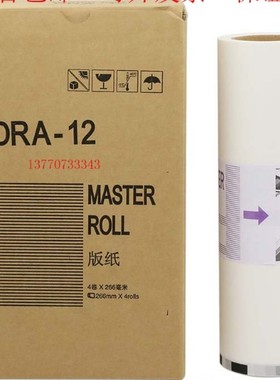 DRA-12
13770733343
MASTER
ROLL
版纸
4卷 X 266毫米
266mm X 4rolls